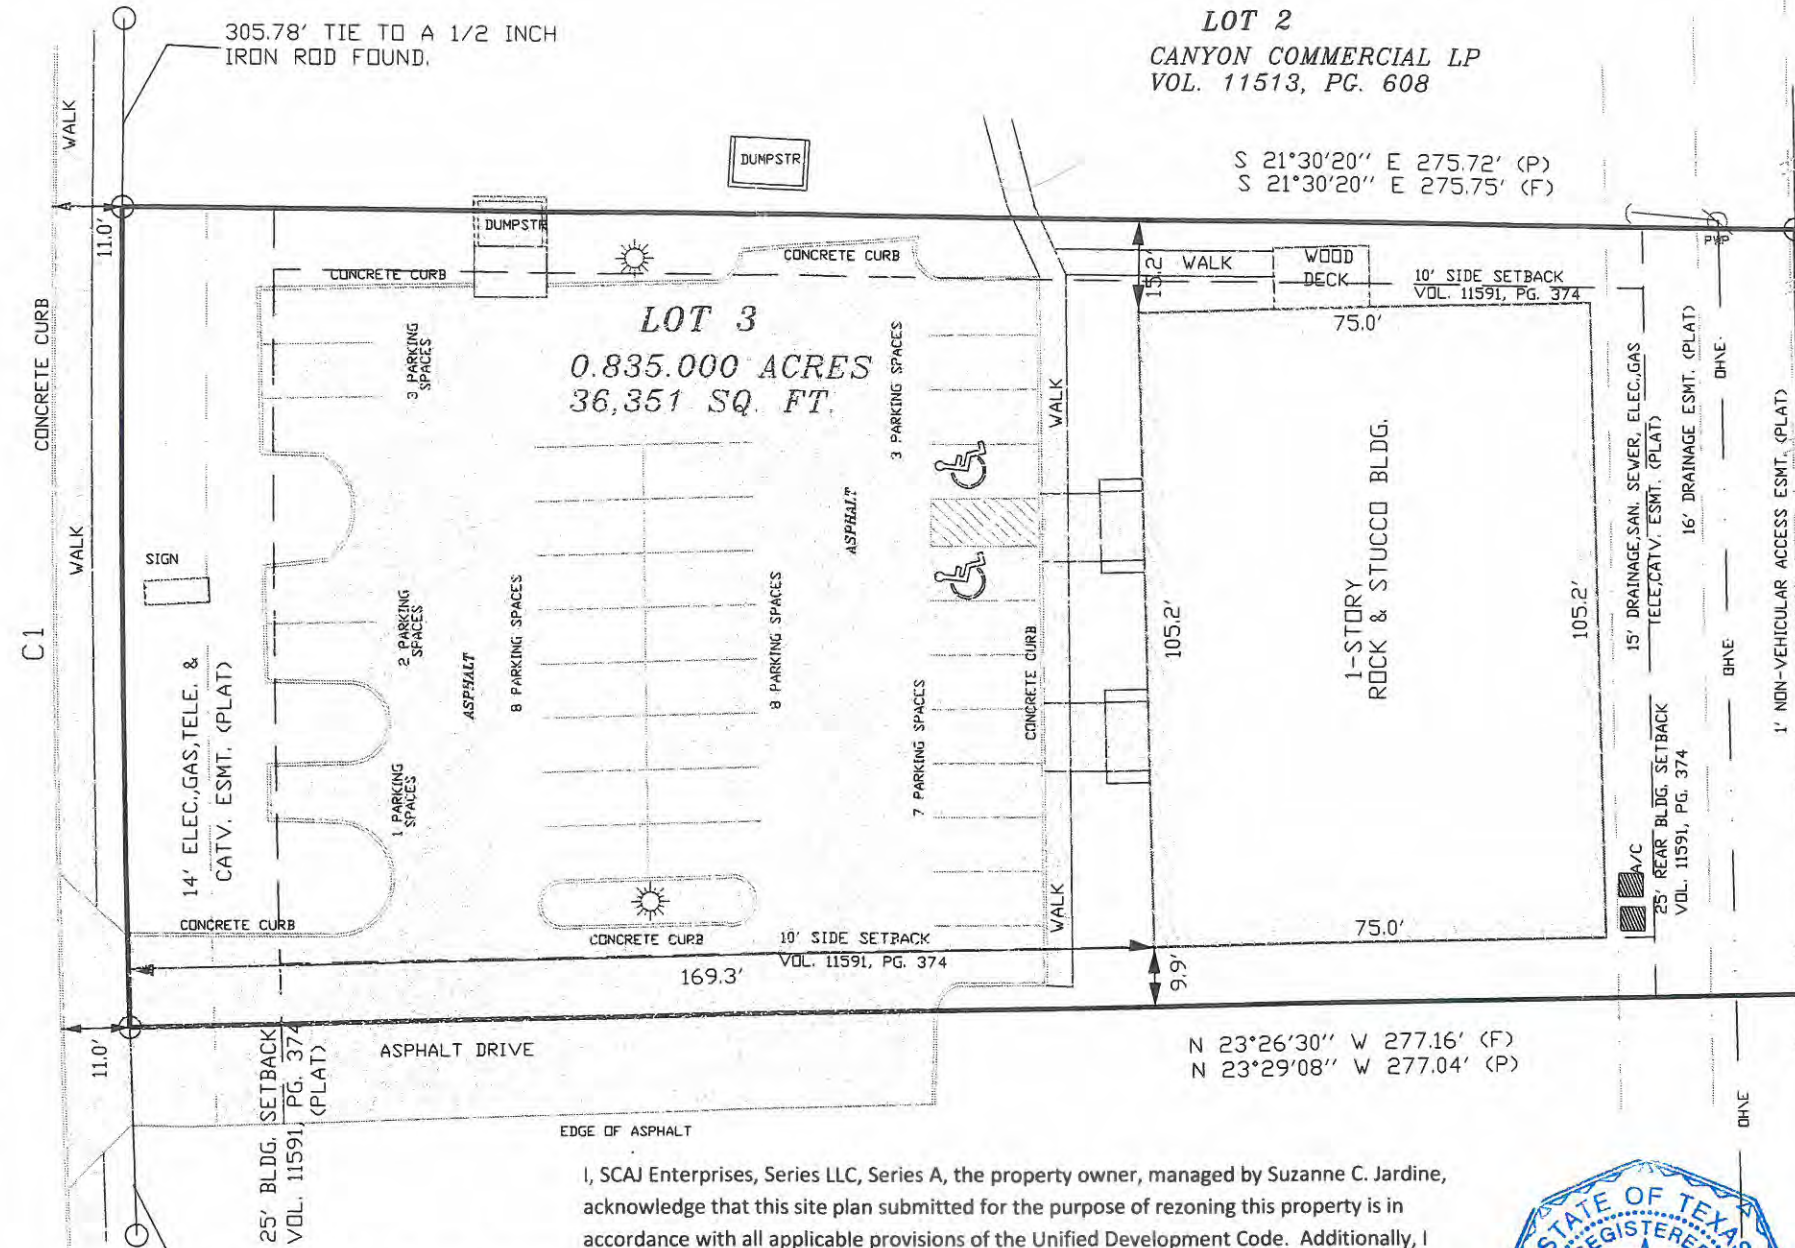 305.78' TIE TO A 1/2 INCH
IRON ROD FOUND.
LOT 2
CANYON COMMERCIAL LP
VOL. 11513, PG. 608
S 21°30'20'' E 275.72' (P)
S 21°30'20'' E 275.75' (F)
WALK
DUMPSTR
11.0'
DUMPSTR
CONCRETE CURB
CONCRETE CURB
15.2'
WALK
WOOD
DECK
10' SIDE SETBACK
VOL. 11591, PG. 374
75.0'
CONCRETE CURB
LOT 3
0.835.000 ACRES
36,351 SQ. FT.
3 PARKING
SPACES
3 PARKING SPACES
WALK
WALK
SIGN
ASPHALT
1-STORY
ROCK & STUCCO BLDG.
105.2'
105.2'
15' DRAINAGE,SAN. SEWER, ELEC.,GAS
TELE,CATV. ESMT. (PLAT)
16' DRAINAGE ESMT. (PLAT)
OH\E
OH\E
OH\E
1' NON-VEHICULAR ACCESS ESMT. (PLAT)
C1
14' ELEC.,GAS,TELE. &
CATV. ESMT. (PLAT)
2 PARKING
SPACES
ASPHALT
8 PARKING SPACES
8 PARKING SPACES
1 PARKING
SPACES
7 PARKING SPACES
CONCRETE CURB
WALK
A/C
25' REAR BLDG. SETBACK
VOL. 11591, PG. 374
CONCRETE CURB
CONCRETE CURB
10' SIDE SETBACK
VOL. 11591, PG. 374
75.0'
169.3'
9.9'
11.0'
25' BLDG. SETBACK
VOL. 11591, PG. 374
(PLAT)
ASPHALT DRIVE
N 23°26'30'' W 277.16' (F)
N 23°29'08'' W 277.04' (P)
EDGE OF ASPHALT
I, SCAJ Enterprises, Series LLC, Series A, the property owner, managed by Suzanne C. Jardine,
acknowledge that this site plan submitted for the purpose of rezoning this property is in
accordance with all applicable provisions of the Unified Development Code. Additionally, I
STATE OF TEXAS
REGISTERED